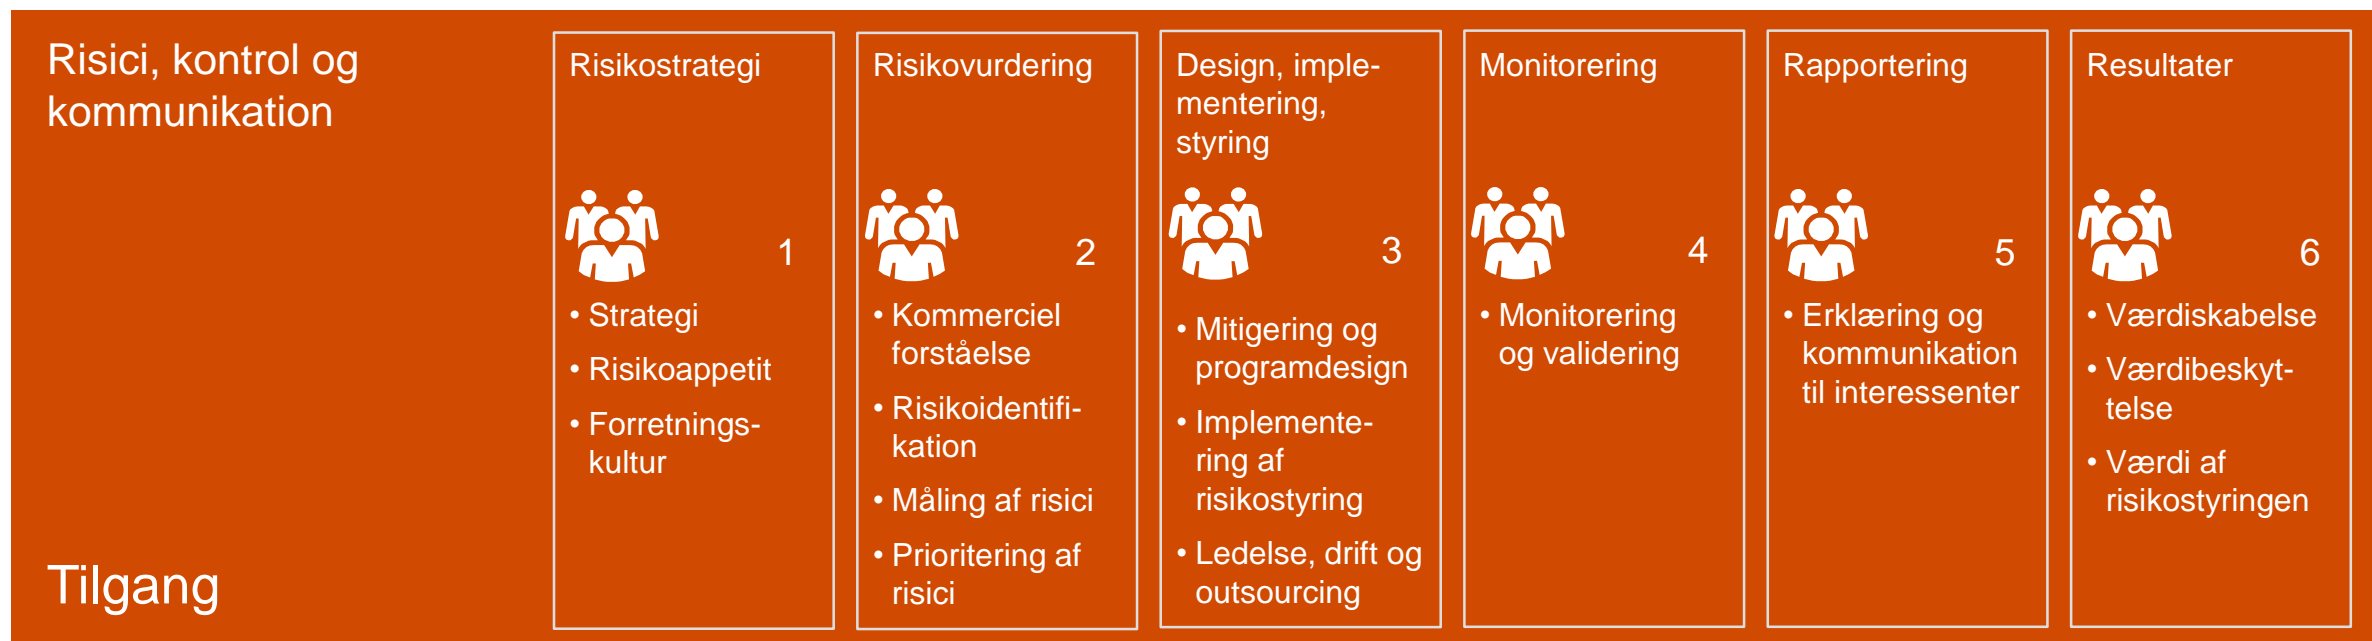 Risici, kontrol og
kommunikation
Tilgang
Risikostrategi
1
• Strategi
• Risikoappetit
• Forretnings-
kultur
Risikovurdering
2
• Kommerciel
forståelse
• Risikoidentifi-
kation
• Måling af risici
• Prioritering af
risici
Design, imple-
mentering,
styring
3
• Mitigering og
programdesign
• Implemente-
ring af
risikostyring
• Ledelse, drift og
outsourcing
Monitorering
4
• Monitorering
og validering
Rapportering
5
• Erklæring og
kommunikation
til interessenter
Resultater
6
• Værdiskabelse
• Værdibeskyt-
telse
• Værdi af
risikostyringen